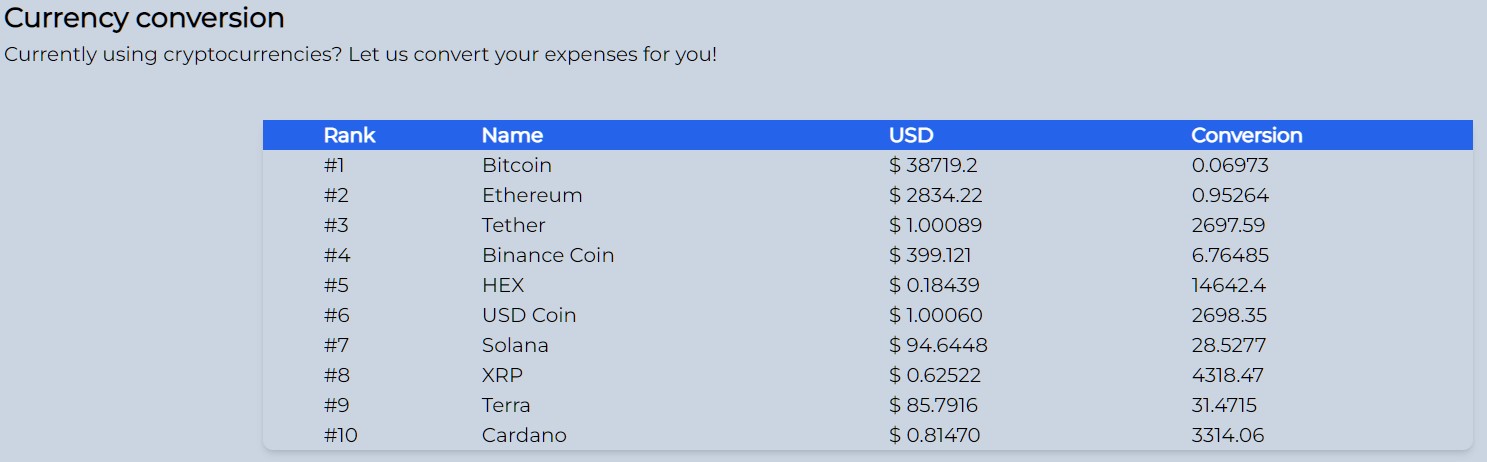 Currency conversion
Currently using cryptocurrencies? Let us convert your expenses for you!
Rank Name USD Conversion
#1 Bitcoin $ 38719.2 0.06973
#2 Ethereum $ 2834.22 0.95264
#3 Tether $ 1.00089 2697.59
#4 Binance Coin $ 399.121 6.76485
#5 HEX $ 0.18439 14642.4
#6 USD Coin $ 1.00060 2698.35
#7 Solana $ 94.6448 28.5277
#8 XRP $ 0.62522 4318.47
#9 Terra $ 85.7916 31.4715
#10 Cardano $ 0.81470 3314.06